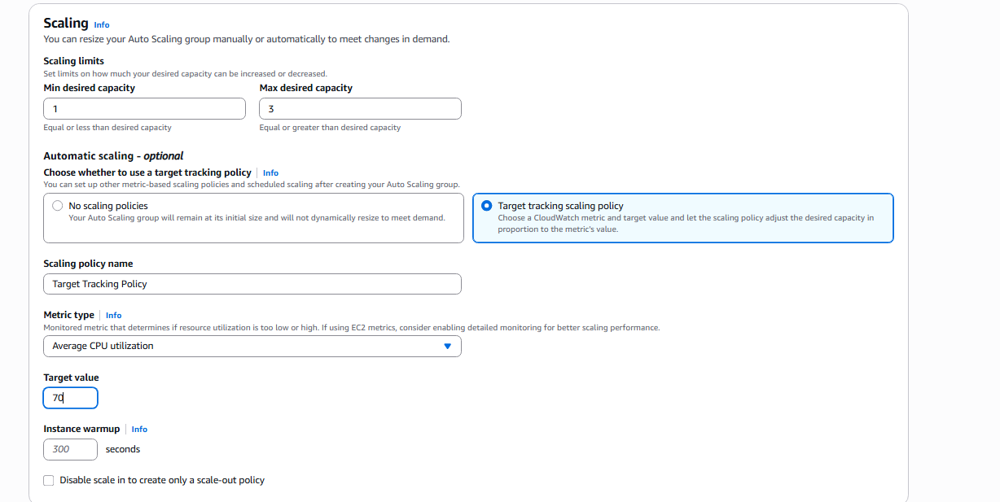 Scaling Info
You can resize your Auto Scaling group manually or automatically to meet changes in demand.
Scaling limits
Set limits on how much your desired capacity can be increased or decreased.
Min desired capacity
Max desired capacity
1
3
Equal or less than desired capacity
Equal or greater than desired capacity
Automatic scaling - optional
Choose whether to use a target tracking policy Info
You can set up other metric-based scaling policies and scheduled scaling after creating your Auto Scaling group.
No scaling policies
Your Auto Scaling group will remain at its initial size and will not dynamically resize to meet demand.
Target tracking scaling policy
Choose a CloudWatch metric and target value and let the scaling policy adjust the desired capacity in
proportion to the metric's value.
Scaling policy name
Target Tracking Policy
Metric type Info
Monitored metric that determines if resource utilization is too low or high. If using EC2 metrics, consider enabling detailed monitoring for better scaling performance.
Average CPU utilization
Target value
70
Instance warmup Info
300 seconds
Disable scale in to create only a scale-out policy